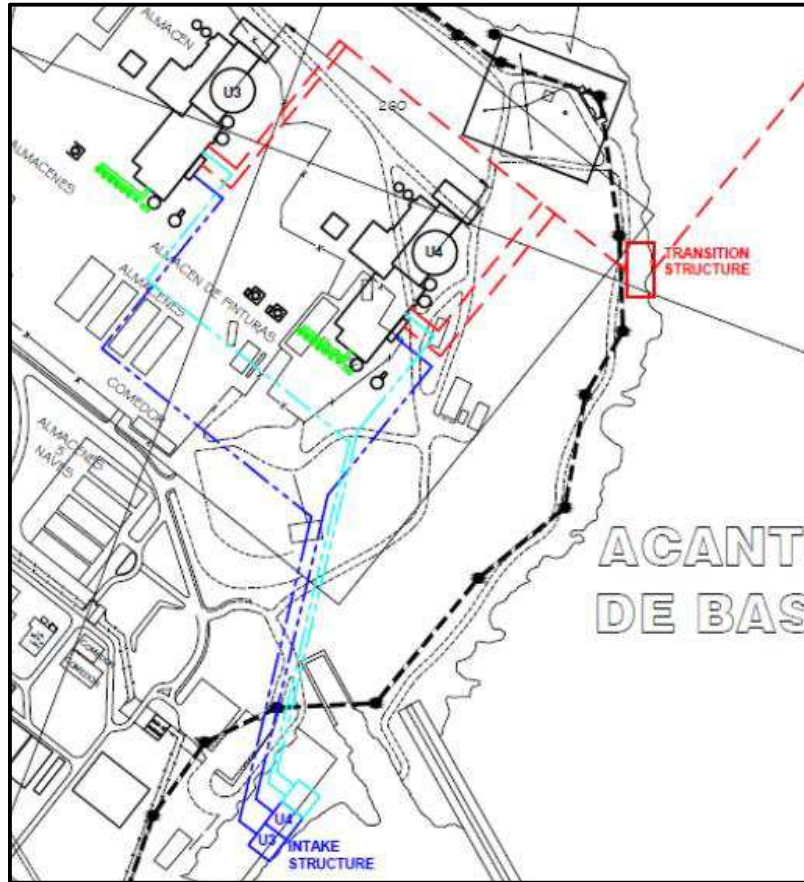 ALMACEN
U3
260
ALMACENES
U4
TRANSITION
STRUCTURE
ALMACEN DE PINTURAS
ALMACENES
COMEDOR
ALMACENES
5
NAVES
ACANT
DE BAS
U4
U3
INTAKE
STRUCTURE